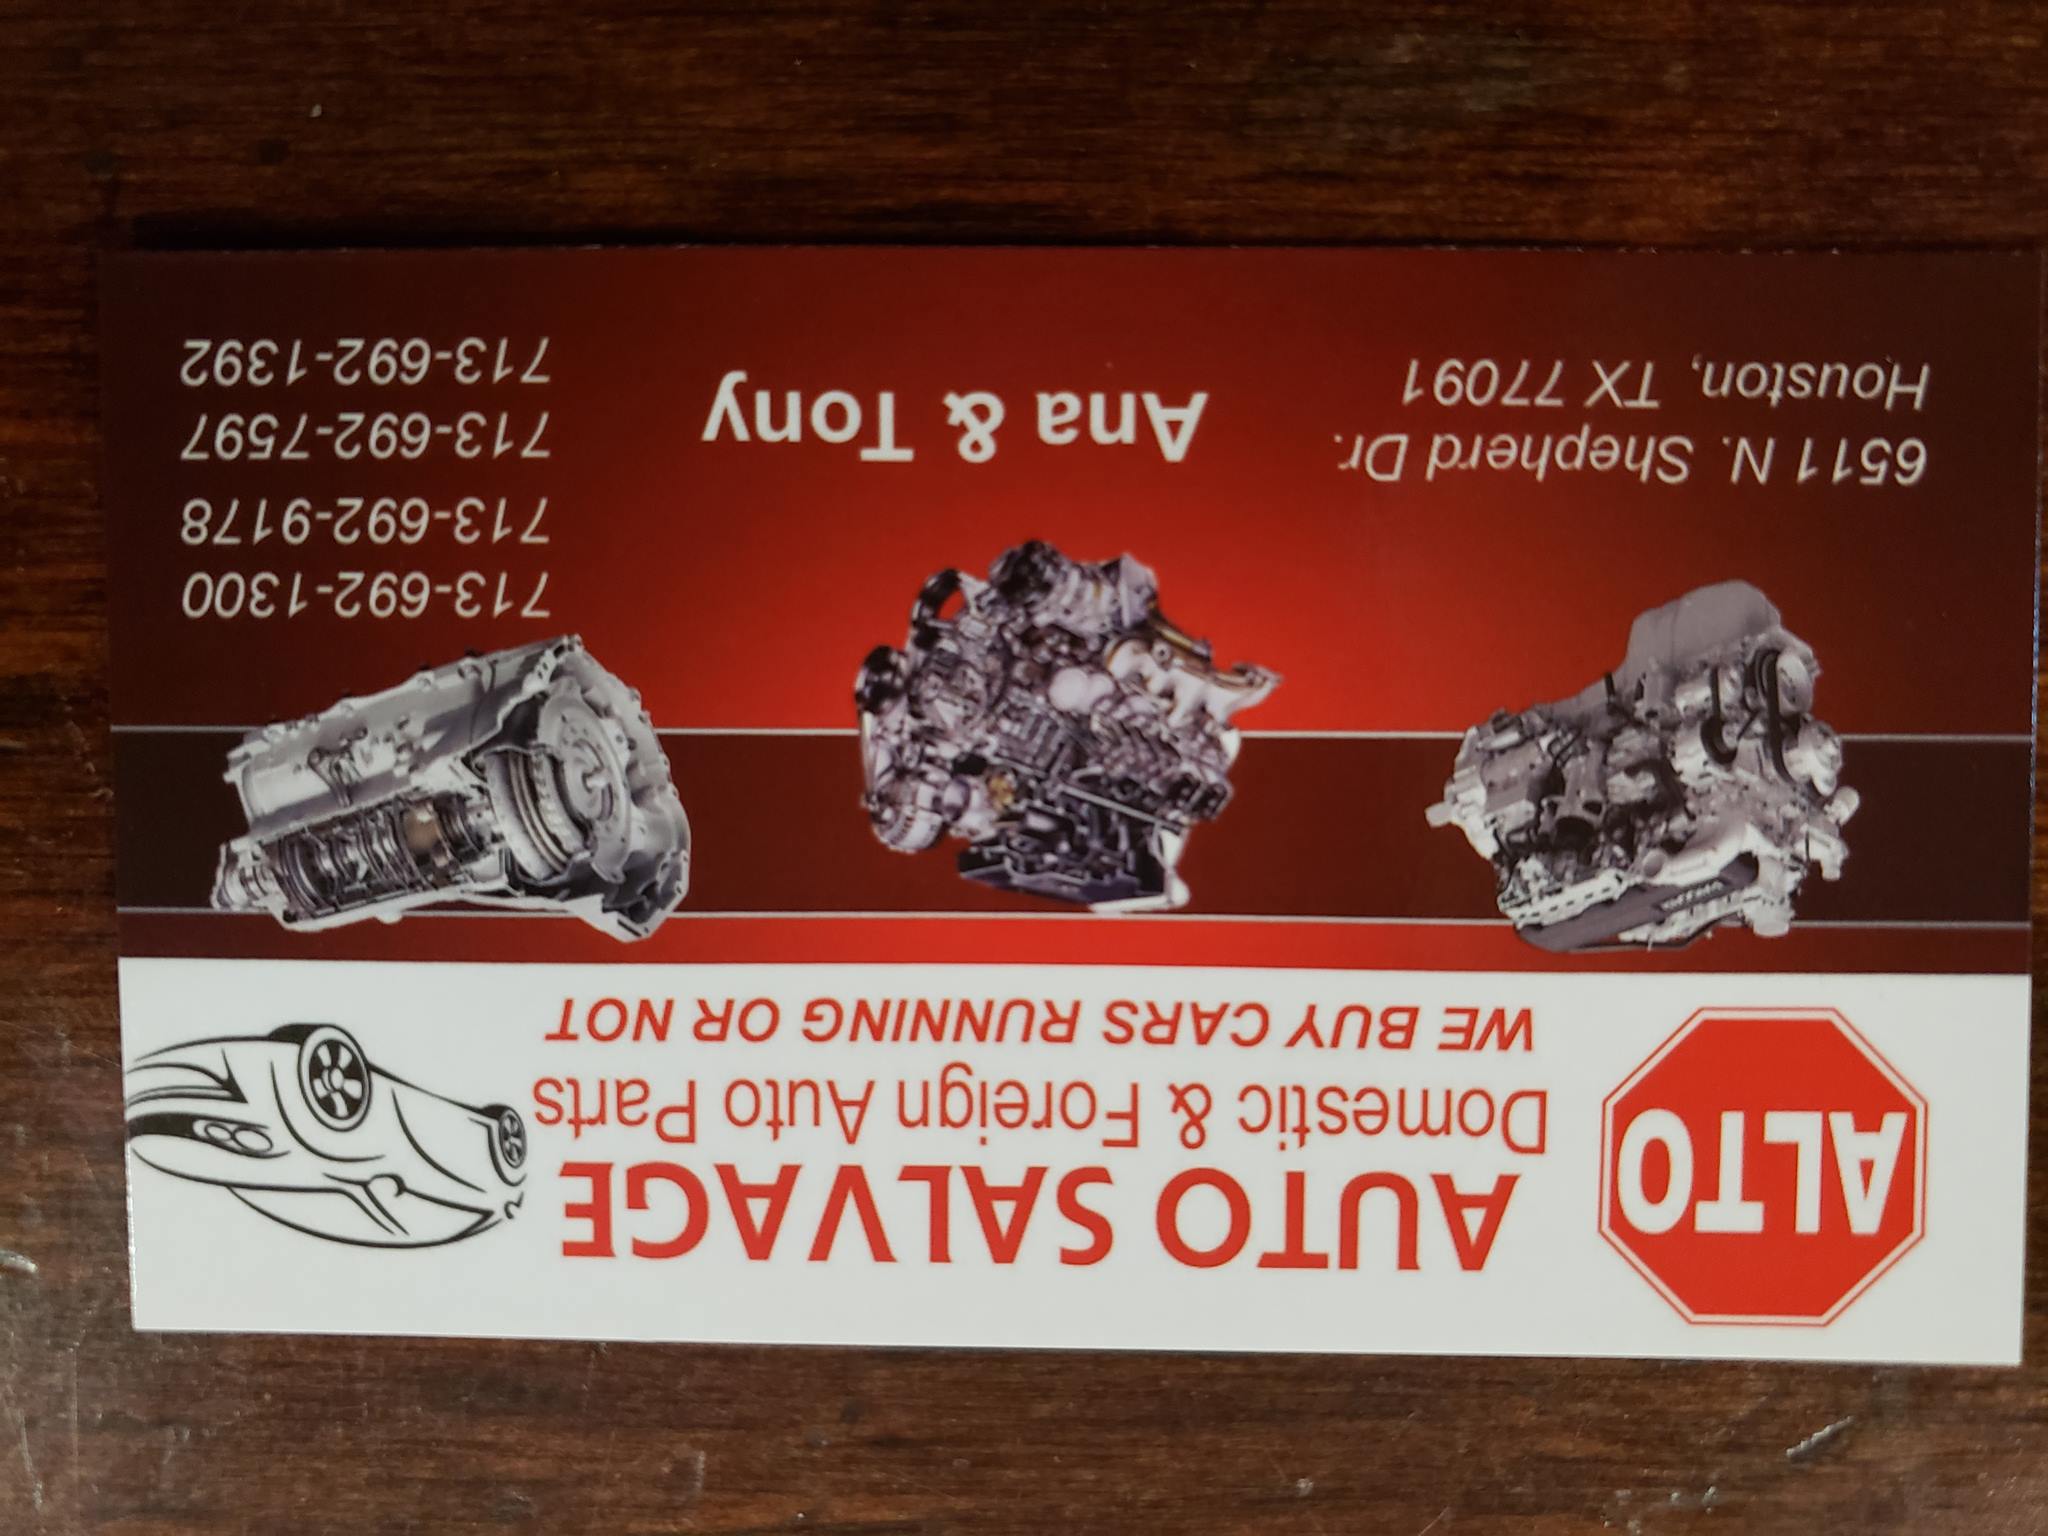 ALTO
AUTO SALVAGE
Domestic & Foreign Auto Parts
WE BUY CARS RUNNING OR NOT
6511 N. Shepherd Dr.
Houston, TX 77091
Ana & Tony
713-692-1300
713-692-9178
713-692-7597
713-692-1392